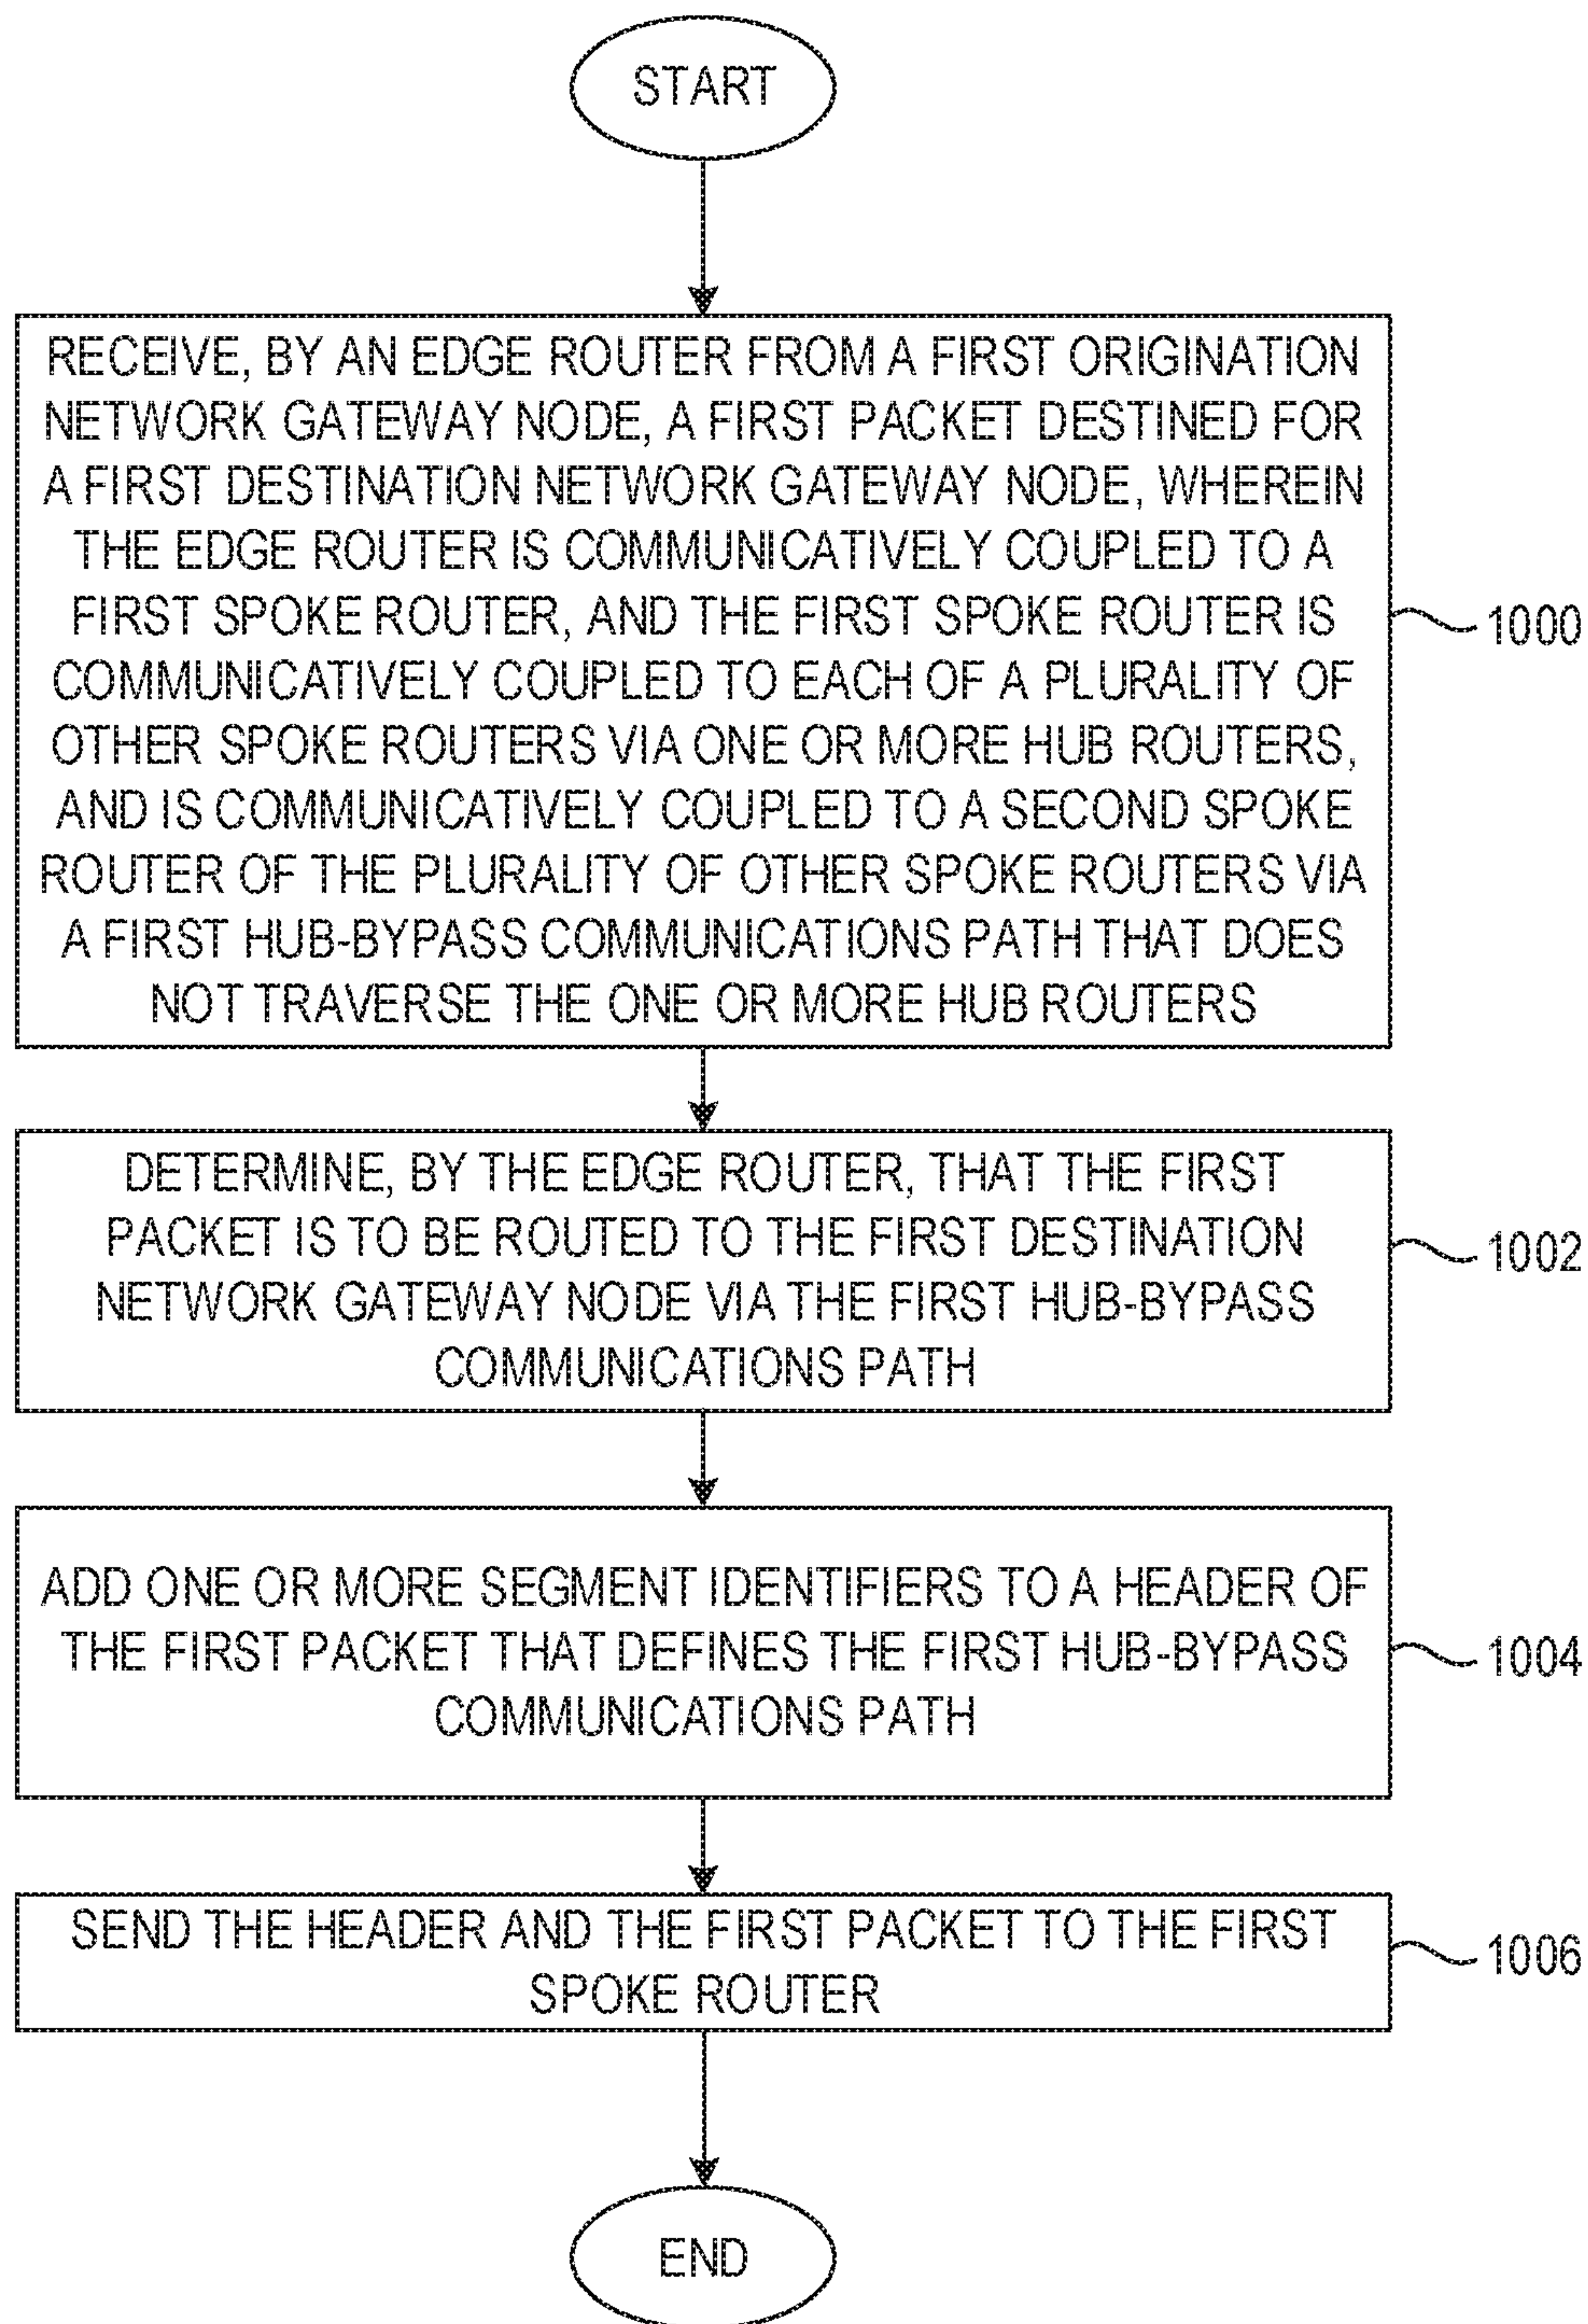 START
RECEIVE, BY AN EDGE ROUTER FROM A FIRST ORIGINATION
NETWORK GATEWAY NODE, A FIRST PACKET DESTINED FOR
A FIRST DESTINATION NETWORK GATEWAY NODE, WHEREIN
THE EDGE ROUTER IS COMMUNICATIVELY COUPLED TO A
FIRST SPOKE ROUTER, AND THE FIRST SPOKE ROUTER IS
COMMUNICATIVELY COUPLED TO EACH OF A PLURALITY OF
OTHER SPOKE ROUTERS VIA ONE OR MORE HUB ROUTERS,
AND IS COMMUNICATIVELY COUPLED TO A SECOND SPOKE
ROUTER OF THE PLURALITY OF OTHER SPOKE ROUTERS VIA
A FIRST HUB-BYPASS COMMUNICATIONS PATH THAT DOES
NOT TRAVERSE THE ONE OR MORE HUB ROUTERS
1000
DETERMINE, BY THE EDGE ROUTER, THAT THE FIRST
PACKET IS TO BE ROUTED TO THE FIRST DESTINATION
NETWORK GATEWAY NODE VIA THE FIRST HUB-BYPASS
COMMUNICATIONS PATH
1002
ADD ONE OR MORE SEGMENT IDENTIFIERS TO A HEADER OF
THE FIRST PACKET THAT DEFINES THE FIRST HUB-BYPASS
COMMUNICATIONS PATH
1004
SEND THE HEADER AND THE FIRST PACKET TO THE FIRST
SPOKE ROUTER
1006
END